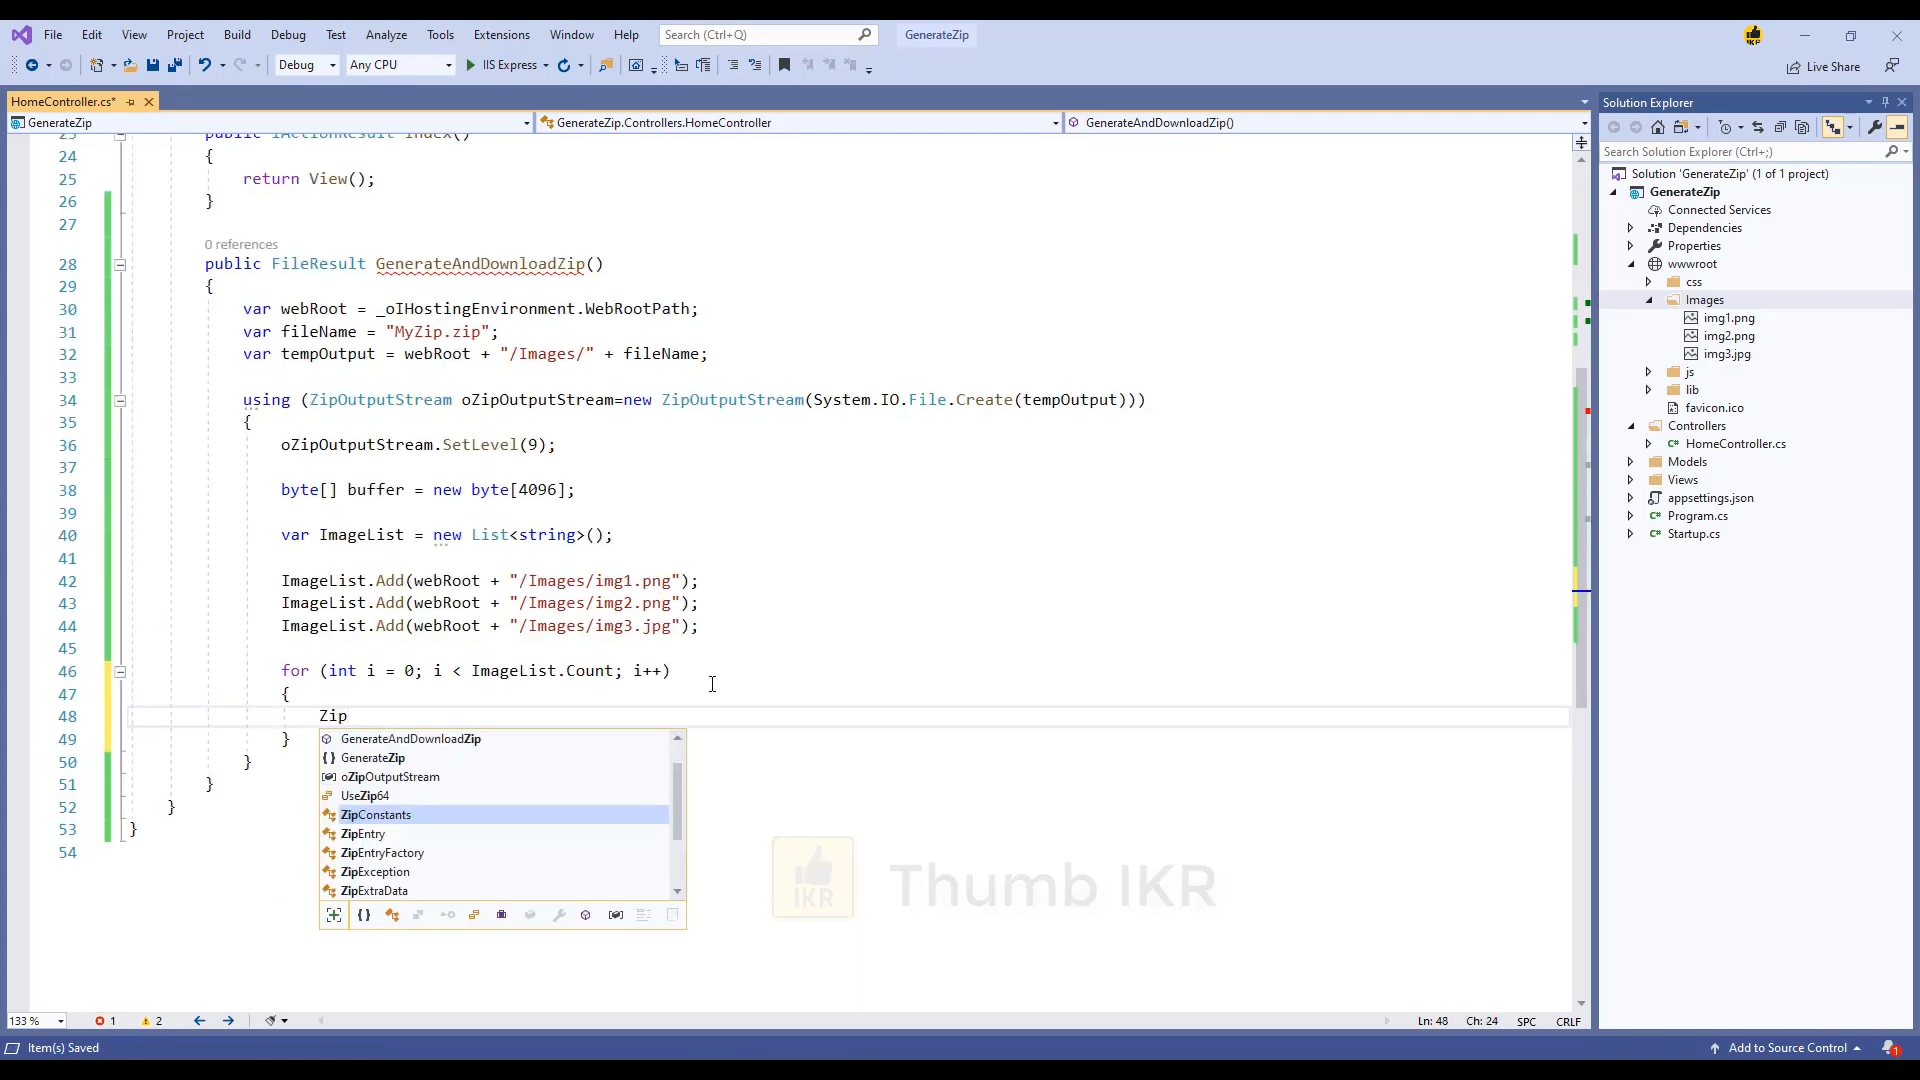 File Edit View Project Build Debug Test Analyze Tools Extensions Window Help Search (Ctrl+Q) GenerateZip
IKR
Debug Any CPU IIS Express Live Share
HomeController.cs*
GenerateZip GenerateZip.Controllers.HomeController GenerateAndDownloadZip()
23 public IActionResult Index()
24 {
25 return View();
26 }
27
0 references
28 public FileResult GenerateAndDownloadZip()
29 {
30 var webRoot = _oIHostingEnvironment.WebRootPath;
31 var fileName = "MyZip.zip";
32 var tempOutput = webRoot + "/Images/" + fileName;
33
34 using (ZipOutputStream oZipOutputStream=new ZipOutputStream(System.IO.File.Create(tempOutput)))
35 {
36 oZipOutputStream.SetLevel(9);
37
38 byte[] buffer = new byte[4096];
39
40 var ImageList = new List<string>();
41
42 ImageList.Add(webRoot + "/Images/img1.png");
43 ImageList.Add(webRoot + "/Images/img2.png");
44 ImageList.Add(webRoot + "/Images/img3.jpg");
45
46 for (int i = 0; i < ImageList.Count; i++)
47 {
48 Zip
49 }
50 }
51 }
52 }
53 }
54
GenerateAndDownloadZip
{} GenerateZip
oZipOutputStream
UseZip64
ZipConstants
ZipEntry
ZipEntryFactory
ZipException
ZipExtraData
IKR
Thumb IKR
133 % 1 2 Ln: 48 Ch: 24 SPC CRLF
Solution Explorer
Search Solution Explorer (Ctrl+;)
Solution 'GenerateZip' (1 of 1 project)
GenerateZip
Connected Services
Dependencies
Properties
wwwroot
css
Images
img1.png
img2.png
img3.jpg
js
lib
favicon.ico
Controllers
C# HomeController.cs
Models
Views
appsettings.json
C# Program.cs
C# Startup.cs
Item(s) Saved Add to Source Control 1